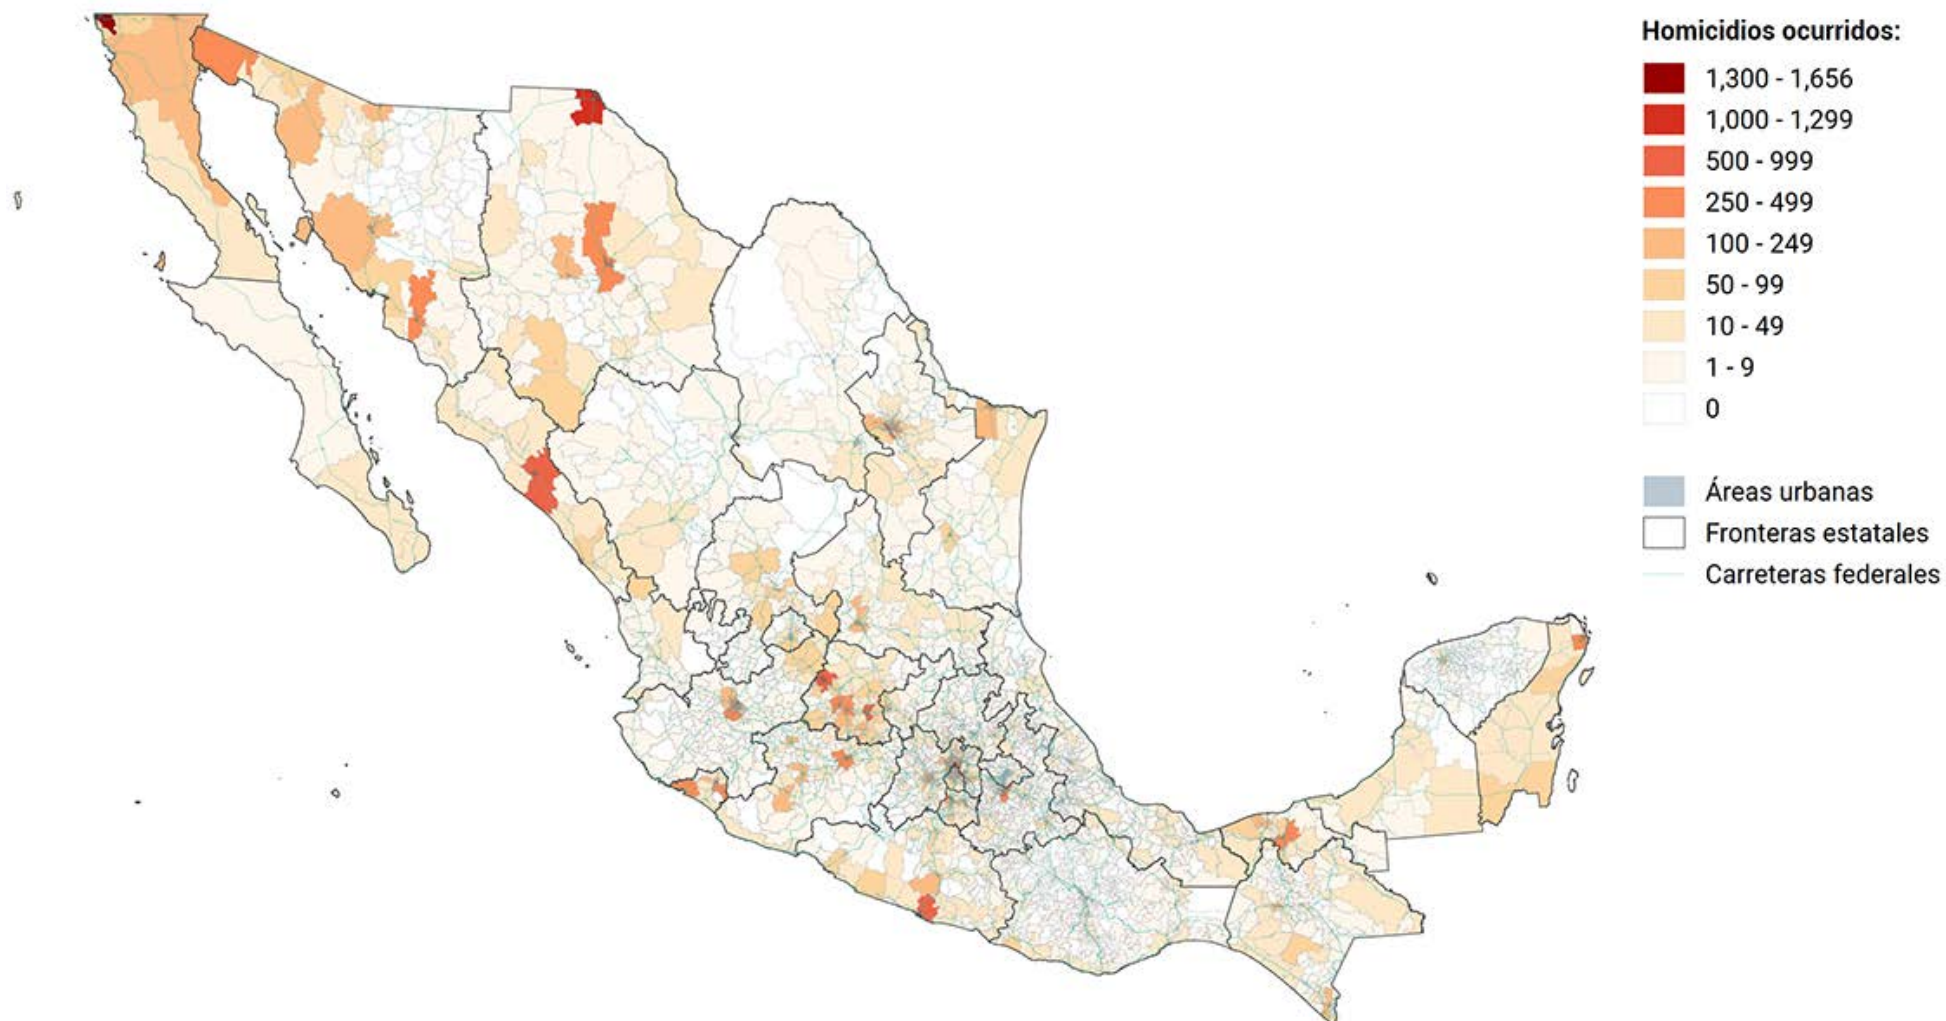 Homicidios ocurridos:
1,300 - 1,656
1,000 - 1,299
500 - 999
250 - 499
100 - 249
50 - 99
10 - 49
1 - 9
0
Áreas urbanas
Fronteras estatales
Carreteras federales